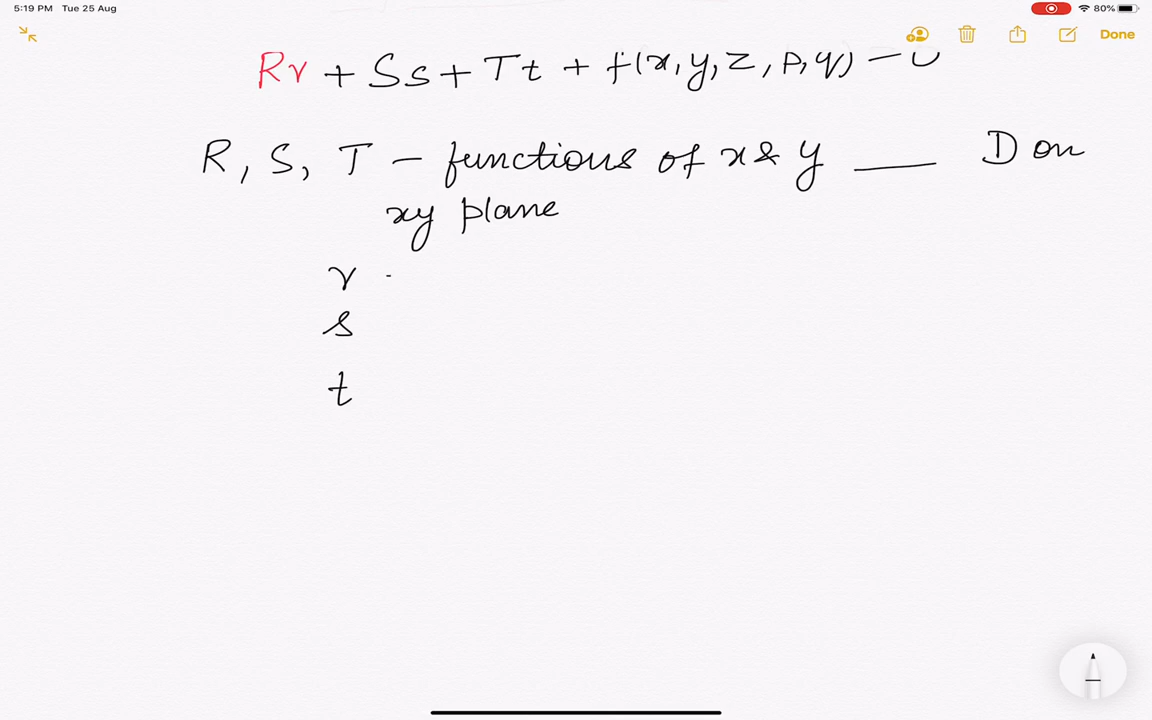 5:19 PM Tue 25 Aug
80%
Done
Rr + Ss + Tt + f(x, y, z, p, q) = 0
R, S, T - functions of x & y ___ D on
xy plane
r -
s
t